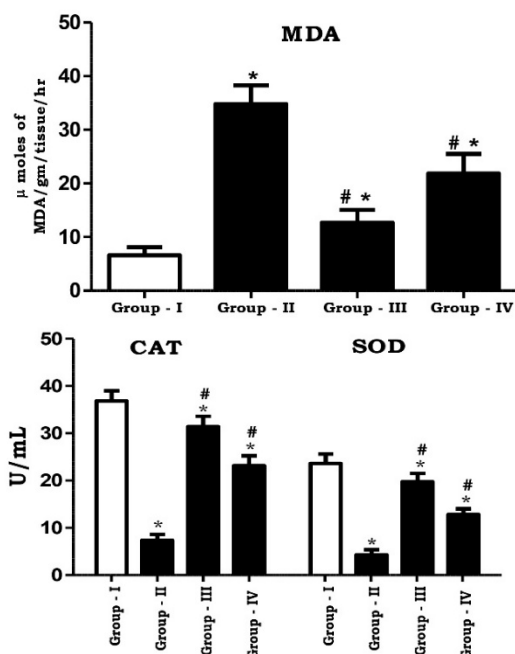 MDA
μ moles of
MDA/gm/tissue/hr
50
40
30
20
10
0
*
# *
# *
Group - I
Group - II
Group - III
Group - IV
CAT
SOD
U/mL
50
40
30
20
10
0
*
#
*
#
*
*
#
*
#
*
Group - I
Group - II
Group - III
Group - IV
Group - I
Group - II
Group - III
Group - IV